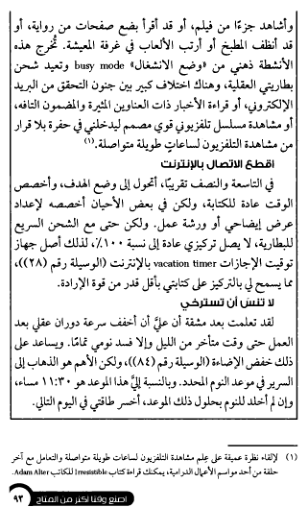 وأشاهد جزءًا من فيلم، أو قد أقرأ بضع صفحات من رواية، أو
قد أنظف المطبخ أو أرتب الألعاب في غرفة المعيشة. تُخرج هذه
الأنشطة ذهني من «وضع الانشغال» busy mode وتعيد شحن
بطاريتي العقلية، وهناك اختلاف كبير بين جنون التحقق من البريد
الإلكتروني، أو قراءة الأخبار ذات العناوين المثيرة والمضمون التافه،
أو مشاهدة مسلسل تلفزيوني قوي مصمم ليدخلني في حفرة بلا قرار
من مشاهدة التلفزيون لساعات طويلة متواصلة.(١)
اقطع الاتصال بالإنترنت
في التاسعة والنصف تقريبًا، أتحول إلى وضع الهدف، وأخصص
الوقت عادة للكتابة، ولكن في بعض الأحيان أخصصه لإعداد
عرض إيضاحي أو ورشة عمل. ولكن حتى مع الشحن السريع
للبطارية، لا يصل تركيزي عادة إلى نسبة ١٠٠٪، لذلك أصل جهاز
توقيت الإجازات vacation timer بالإنترنت (الوسيلة رقم (٢٨))،
مما يسمح لي بالتركيز على كتابتي بأقل قدر من قوة الإرادة.
لا تنسَ أن تسترخي
لقد تعلمت بعد مشقة أن عليَّ أن أخفف سرعة دوران عقلي بعد
العمل حتى وقت متأخر من الليل وإلا فسد نومي تمامًا. ويساعد على
ذلك خفض الإضاءة (الوسيلة رقم (٨٤))، ولكن الأهم هو الذهاب إلى
السرير في موعد النوم المحدد. وبالنسبة إليَّ هذا الموعد هو ١١:٣٠ مساء،
وإن لم أخلد للنوم بحلول ذلك الموعد، أخسر طاقتي في اليوم التالي.
(١) لإلقاء نظرة عميقة على عِلم مشاهدة التلفزيون لساعات طويلة متواصلة والتعامل مع آخر
حلقة من أحد مواسم الأعمال الدرامية، يمكنك قراءة كتاب Irresistible للكاتب Adam Alter.
اصنع وقتا أكثر من المتاح ٩٣